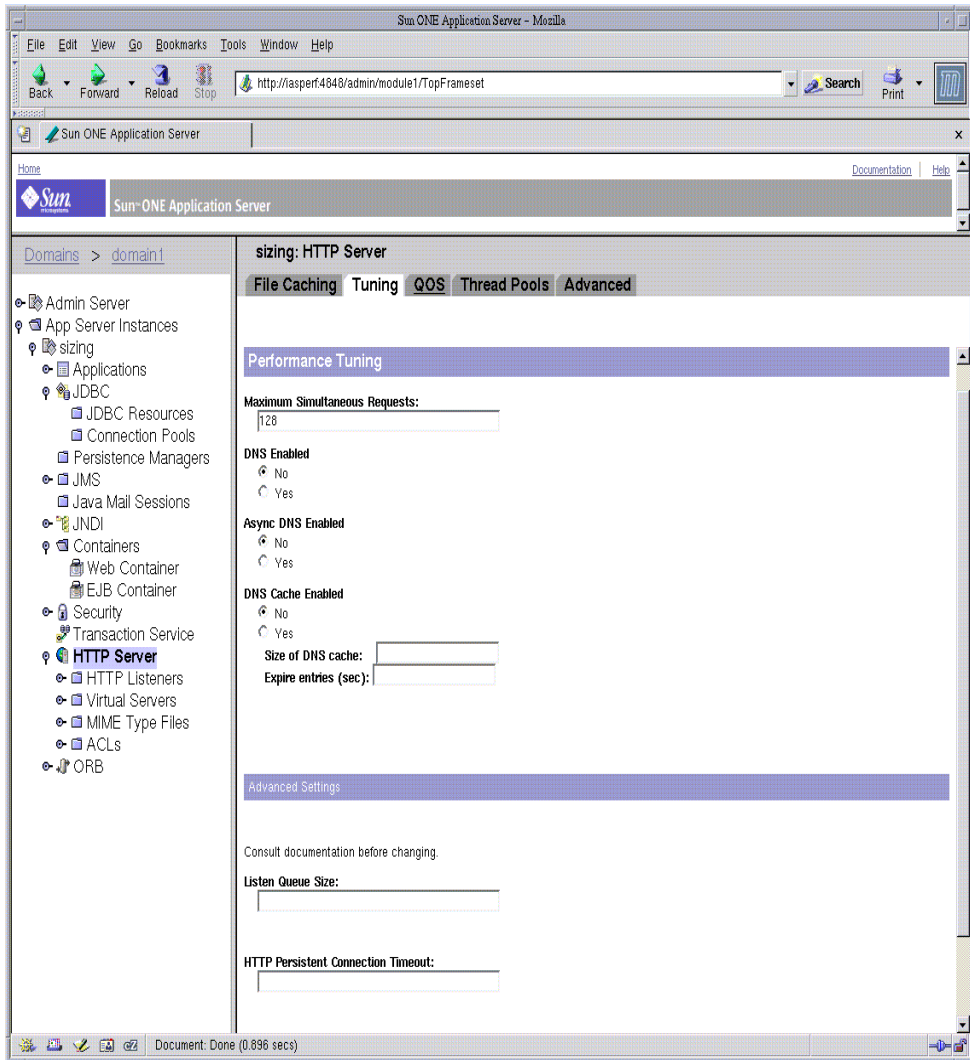 Sun ONE Application Server - Mozilla
File Edit View Go Bookmarks Tools Window Help
Back Forward Reload Stop http://iasperf:4848/admin/module1/TopFrameset Search Print
Sun ONE Application Server x
Home Documentation Help
Sun microsystems Sun™ ONE Application Server
Domains > domain1
Admin Server
App Server Instances
sizing
Applications
JDBC
JDBC Resources
Connection Pools
Persistence Managers
JMS
Java Mail Sessions
JNDI
Containers
Web Container
EJB Container
Security
Transaction Service
HTTP Server
HTTP Listeners
Virtual Servers
MIME Type Files
ACLs
ORB
sizing: HTTP Server
File Caching Tuning QOS Thread Pools Advanced
Performance Tuning
Maximum Simultaneous Requests:
128
DNS Enabled
No
Yes
Async DNS Enabled
No
Yes
DNS Cache Enabled
No
Yes
Size of DNS cache:
Expire entries (sec):
Advanced Settings
Consult documentation before changing.
Listen Queue Size:
HTTP Persistent Connection Timeout:
Document: Done (0.896 secs)